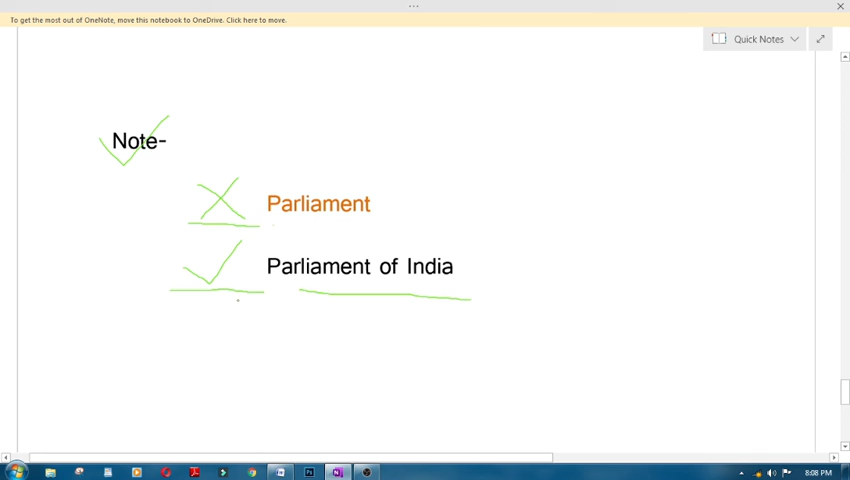 To get the most out of OneNote, move this notebook to OneDrive. Click here to move.
Quick Notes
Note-
Parliament
Parliament of India
8:08 PM